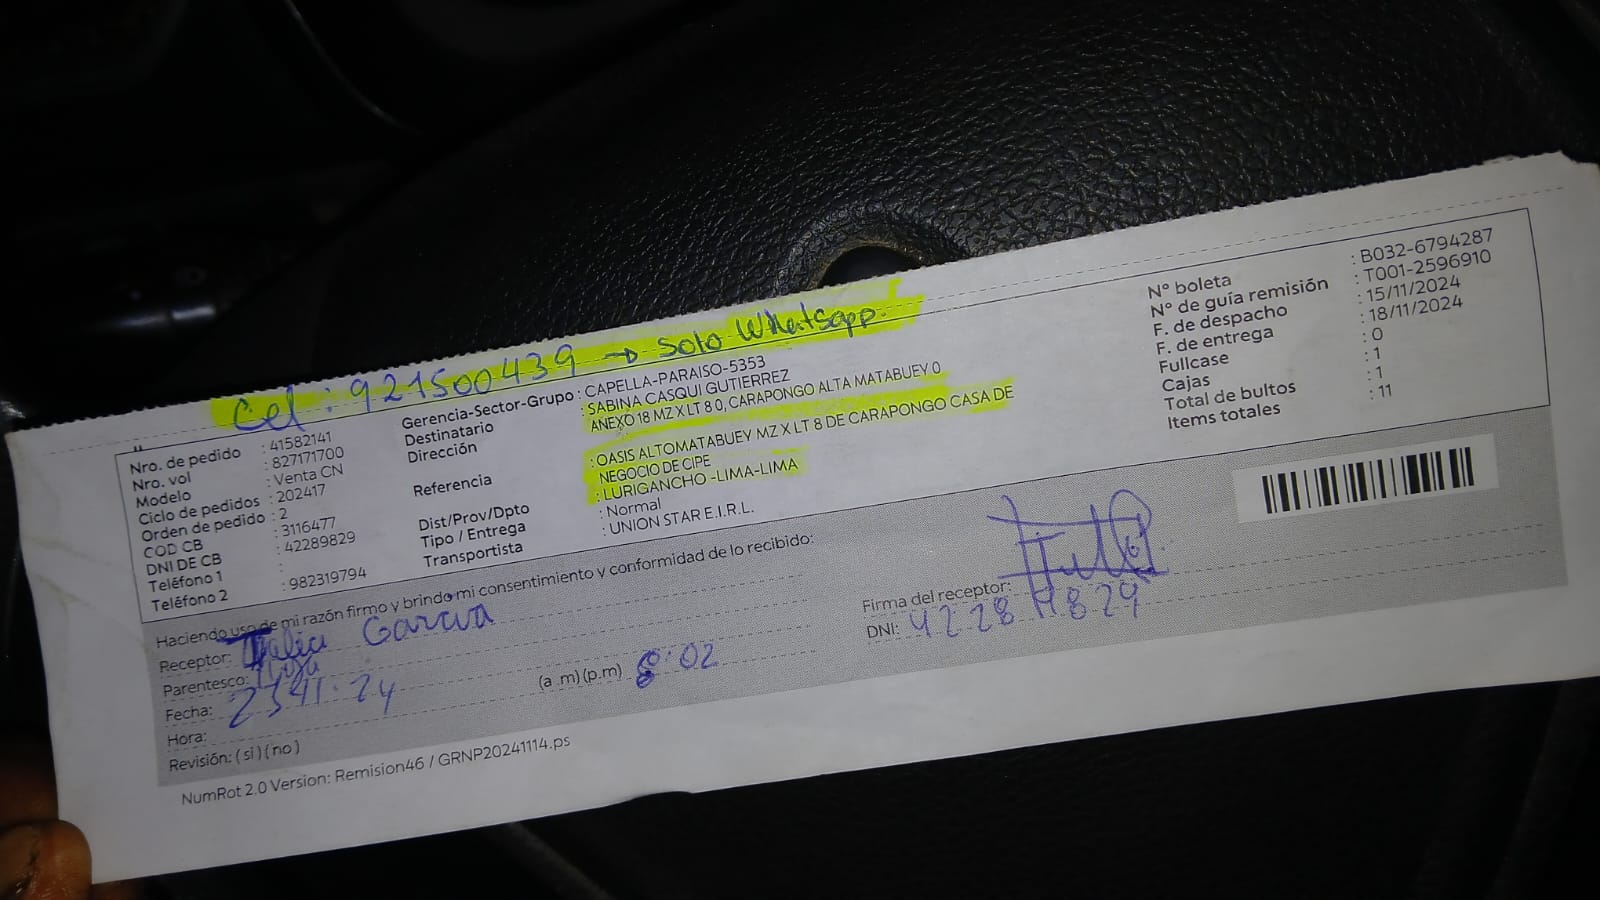 Cel : 921500439 → Solo Whatsapp.
Nro. de pedido : 41582141
Nro. vol : 827171700
Modelo : Venta CN
Ciclo de pedidos : 202417
Orden de pedido : 2
COD CB : 3116477
DNI DE CB : 42289829
Teléfono 1 :
Teléfono 2 : 982319794
Gerencia-Sector-Grupo : CAPELLA-PARAISO-5353
Destinatario : SABINA CASQUI GUTIERREZ
Dirección : ANEXO 18 MZ X LT 8 0, CARAPONGO ALTA MATABUEY 0
Referencia : OASIS ALTOMATABUEY MZ X LT 8 DE CARAPONGO CASA DE
NEGOCIO DE CIPE
Dist/Prov/Dpto : LURIGANCHO -LIMA-LIMA
Tipo / Entrega : Normal
Transportista : UNION STAR E.I.R.L.
N° boleta : B032-6794287
N° de guía remisión : T001-2596910
F. de despacho : 15/11/2024
F. de entrega : 18/11/2024
Fullcase : 0
Cajas : 1
Total de bultos : 1
Items totales : 11
Haciendo uso de mi razón firmo y brindo mi consentimiento y conformidad de lo recibido:
Receptor: Garcia
Parentesco:
Fecha:
Hora: (a .m) (p.m) 8:02
Revisión: ( si ) ( no )
Firma del receptor:
DNI: 42289829
NumRot 2.0 Version: Remision46 / GRNP20241114.ps